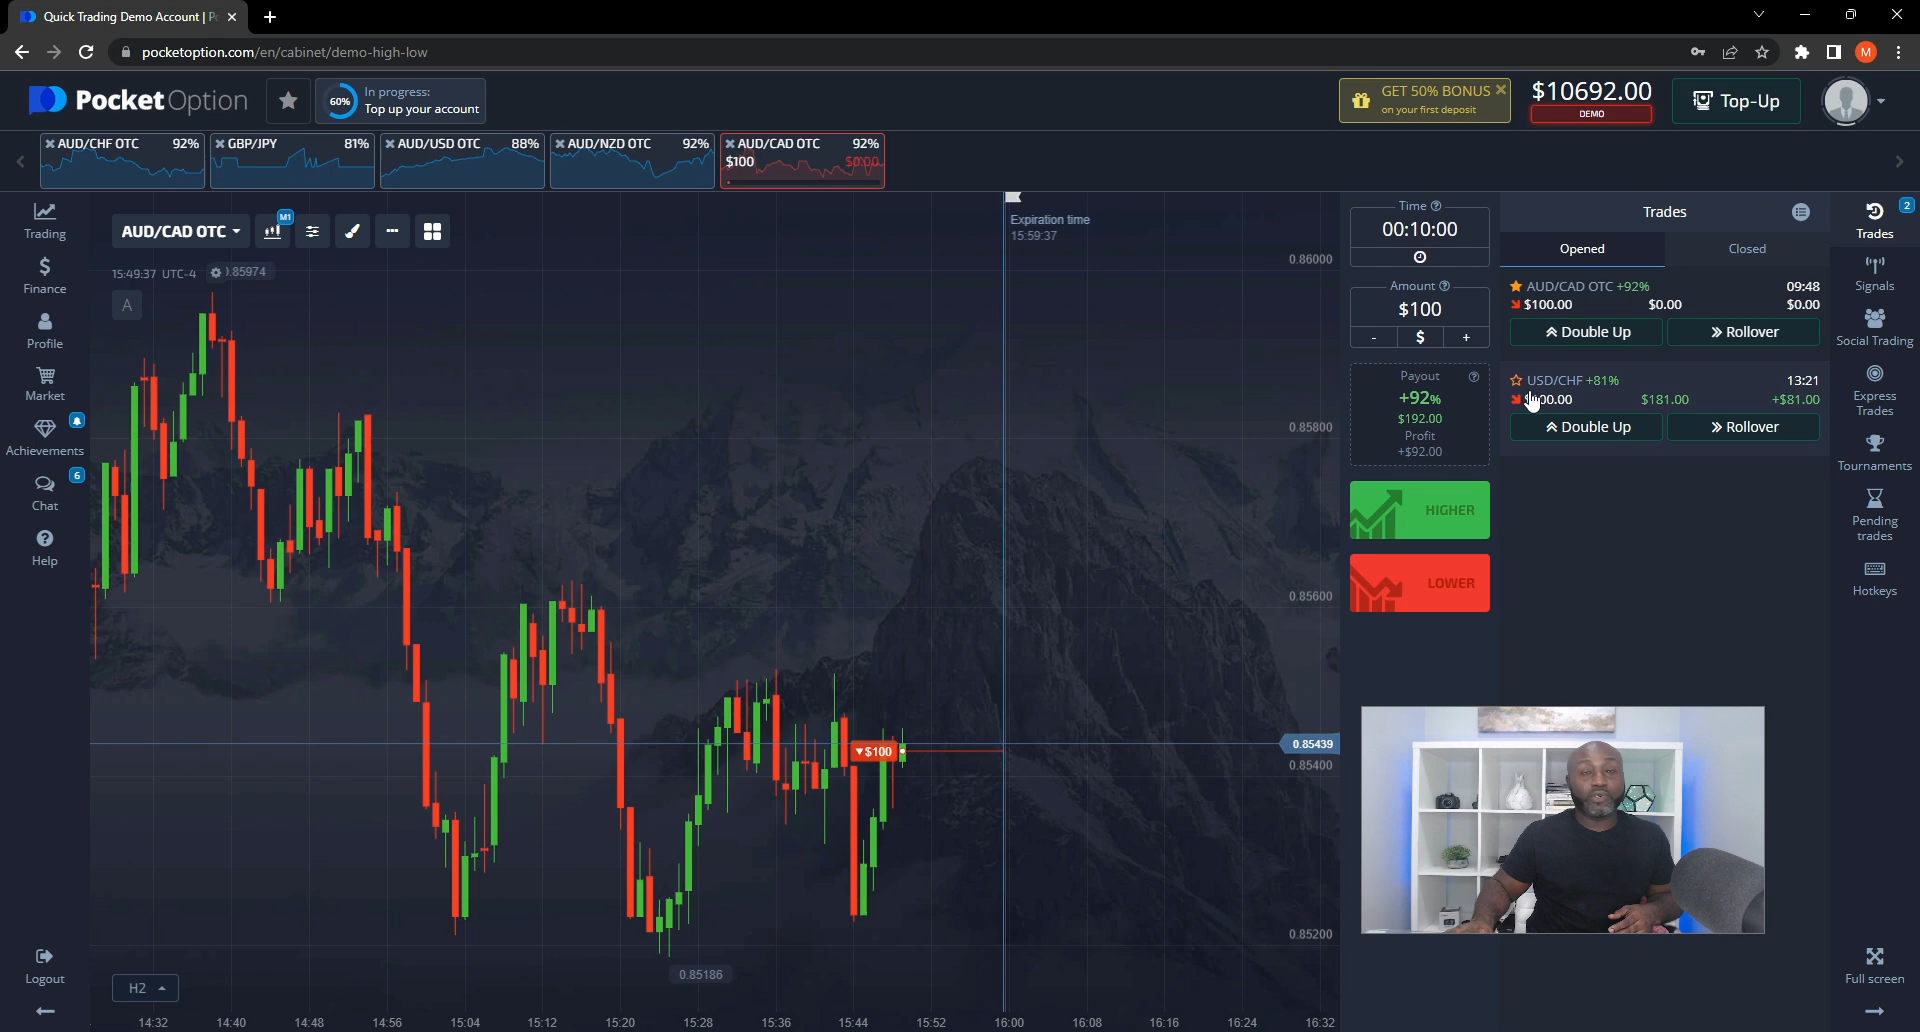 Quick Trading Demo Account | Po
pocketoption.com/en/cabinet/demo-high-low
M
PocketOption
60%
In progress:
Top up your account
GET 50% BONUS
on your first deposit
$10692.00
DEMO
Top-Up
AUD/CHF OTC 92%
GBP/JPY 81%
AUD/USD OTC 88%
AUD/NZD OTC 92%
AUD/CAD OTC 92%
$100 $0.00
Trading
Finance
Profile
Market
Achievements
6
Chat
Help
Logout
AUD/CAD OTC
M1
15:49:37 UTC-4
0.85974
A
Expiration time
15:59:37
0.86000
0.85800
0.85600
0.85439
0.85400
0.85200
$100
0.85186
H2
14:32 14:40 14:48 14:56 15:04 15:12 15:20 15:28 15:36 15:44 15:52 16:00 16:08 16:16 16:24 16:32
Time
00:10:00
Amount
$100
- $ +
Payout
+92%
$192.00
Profit
+$92.00
HIGHER
LOWER
Trades
Opened Closed
AUD/CAD OTC +92% 09:48
$100.00 $0.00 $0.00
Double Up Rollover
USD/CHF +81% 13:21
$100.00 $181.00 +$81.00
Double Up Rollover
2
Trades
Signals
Social Trading
Express
Trades
Tournaments
Pending
trades
Hotkeys
Full screen